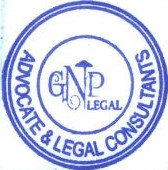 GNP
LEGAL
ADVOCATE & LEGAL CONSULTANTS